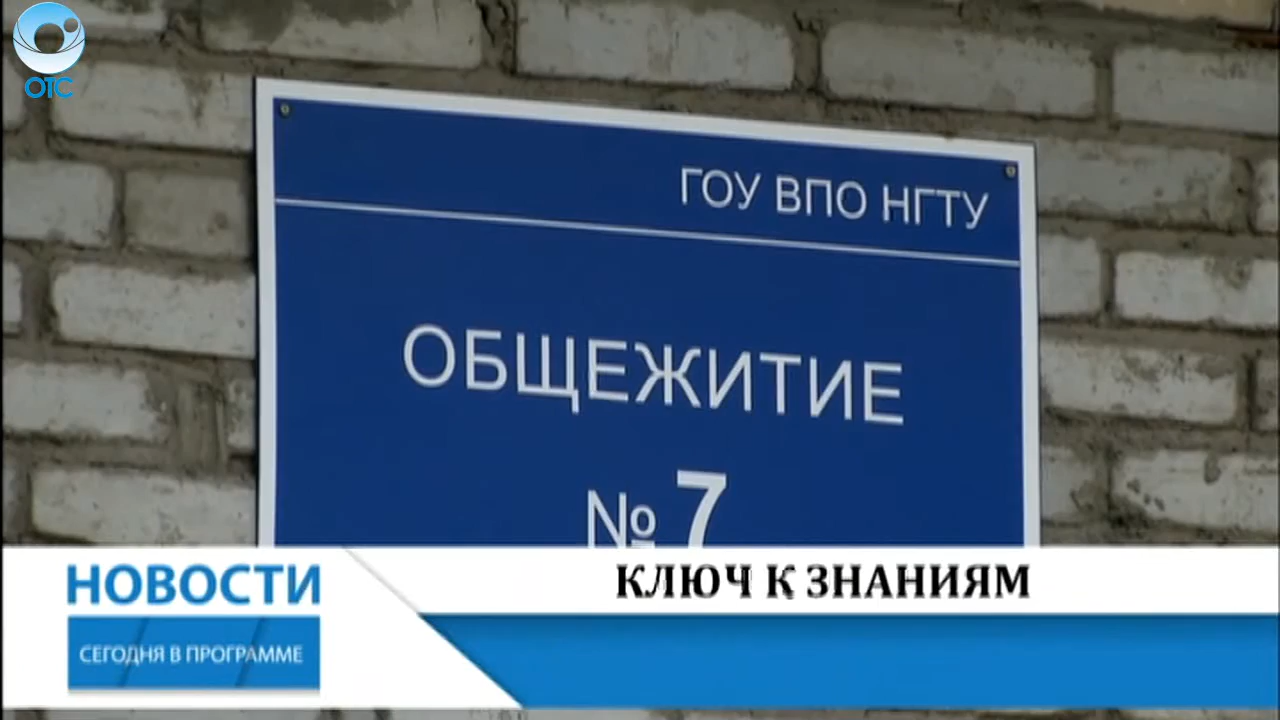 ОТС
ГОУ ВПО НГТУ
ОБЩЕЖИТИЕ
№ 7
КЛЮЧ К ЗНАНИЯМ
НОВОСТИ
СЕГОДНЯ В ПРОГРАММЕ